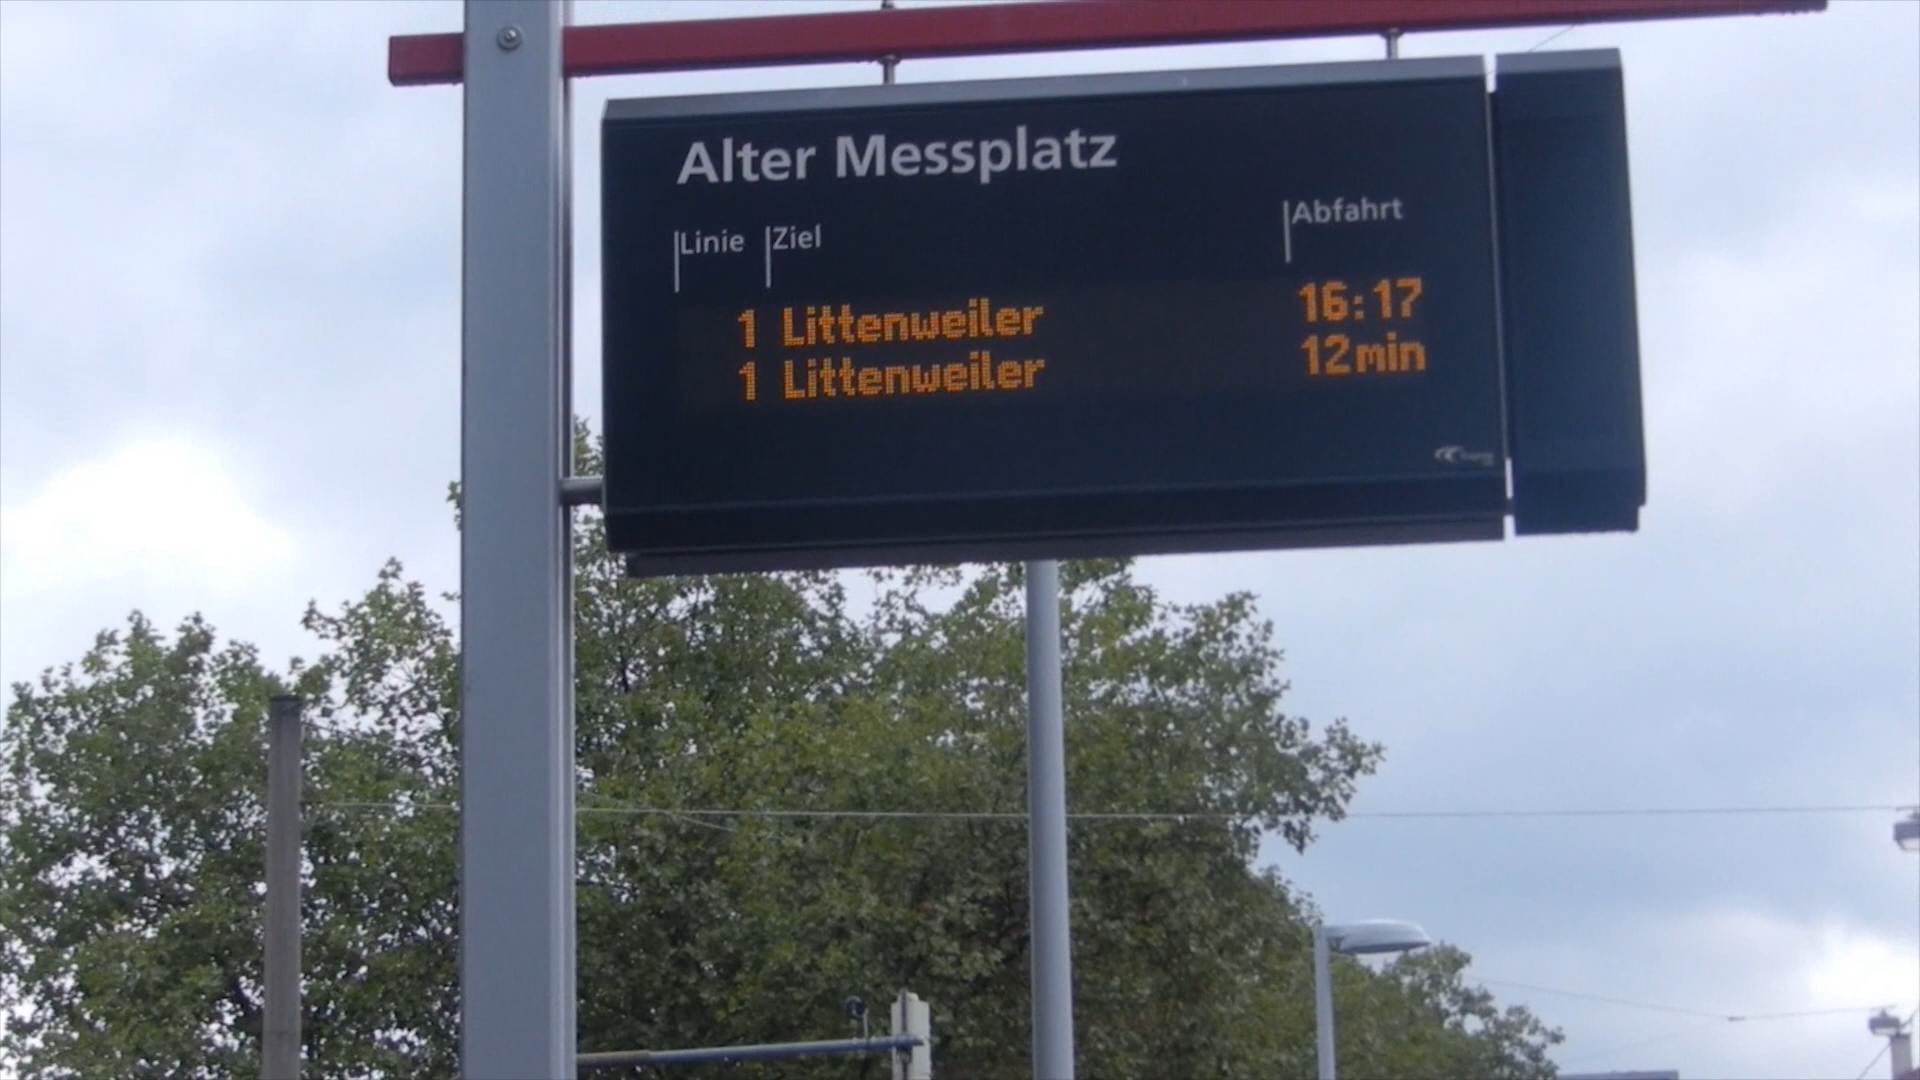 Alter Messplatz
Linie Ziel Abfahrt
1 Littenweiler 16:17
1 Littenweiler 12min